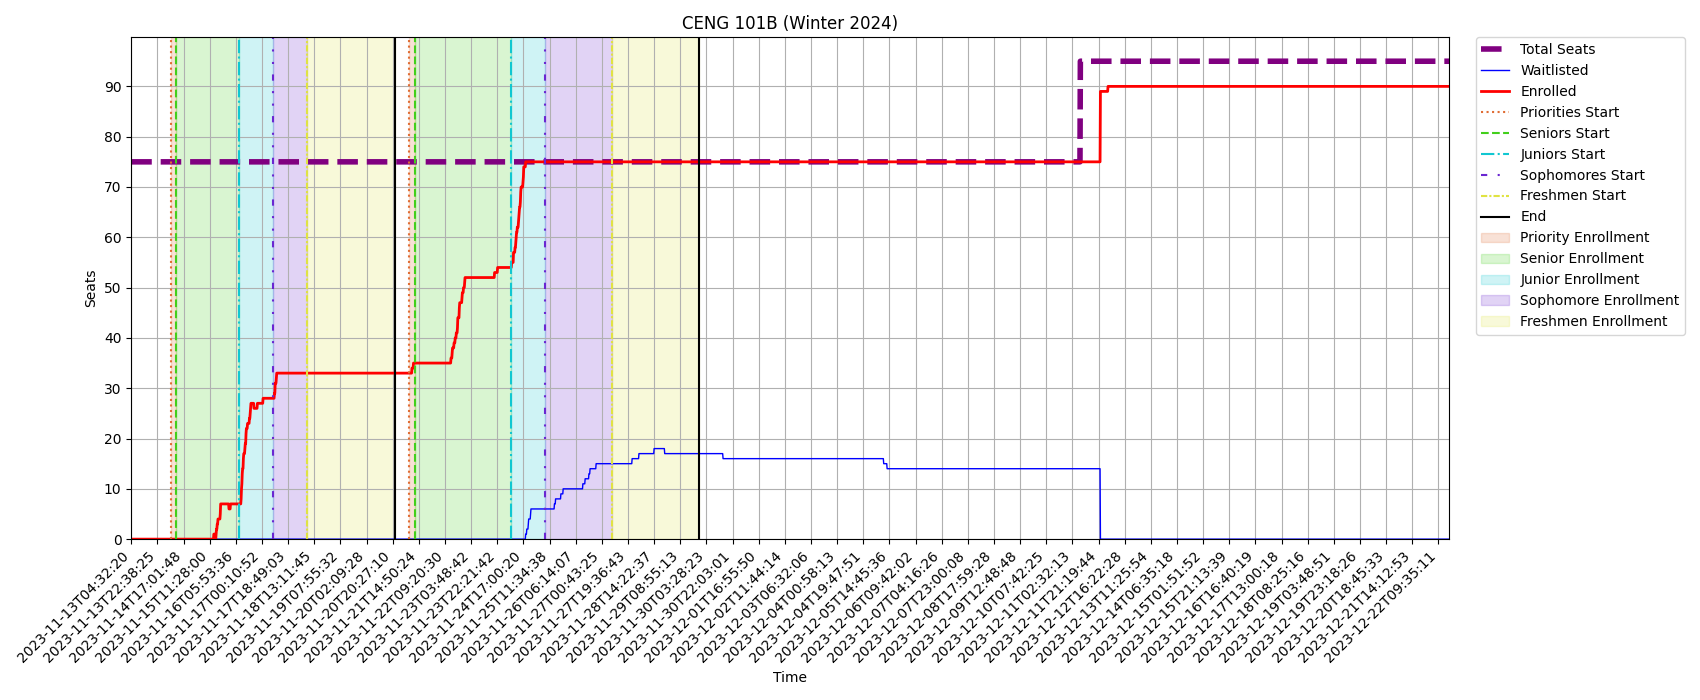 CENG 101B (Winter 2024)
Total Seats
Waitlisted
Enrolled
Priorities Start
Seniors Start
Juniors Start
Sophomores Start
Freshmen Start
End
Priority Enrollment
Senior Enrollment
Junior Enrollment
Sophomore Enrollment
Freshmen Enrollment
Seats
90
80
70
60
50
40
30
20
10
0
2023-11-13T04:32:20
2023-11-13T22:38:25
2023-11-14T17:01:48
2023-11-15T11:28:00
2023-11-16T05:53:36
2023-11-17T00:10:52
2023-11-17T18:49:03
2023-11-18T13:11:45
2023-11-19T07:55:32
2023-11-20T02:09:28
2023-11-20T20:27:10
2023-11-21T14:50:24
2023-11-22T09:20:30
2023-11-23T03:48:42
2023-11-23T22:21:42
2023-11-24T17:00:20
2023-11-25T11:34:38
2023-11-26T06:14:07
2023-11-27T00:43:25
2023-11-27T19:36:43
2023-11-28T14:22:37
2023-11-29T08:55:13
2023-11-30T03:28:23
2023-11-30T22:03:01
2023-12-01T16:55:50
2023-12-02T11:44:14
2023-12-03T06:32:06
2023-12-04T00:58:13
2023-12-04T19:47:51
2023-12-05T14:45:36
2023-12-06T09:42:02
2023-12-07T04:16:26
2023-12-07T23:00:08
2023-12-08T17:59:28
2023-12-09T12:48:48
2023-12-10T07:42:25
2023-12-11T02:32:13
2023-12-11T21:19:44
2023-12-12T16:22:28
2023-12-13T11:25:54
2023-12-14T06:35:18
2023-12-15T01:51:52
2023-12-15T21:13:39
2023-12-16T16:40:19
2023-12-17T13:00:18
2023-12-18T08:25:16
2023-12-19T03:48:51
2023-12-19T23:18:26
2023-12-20T18:45:33
2023-12-21T14:12:53
2023-12-22T09:35:11
Time